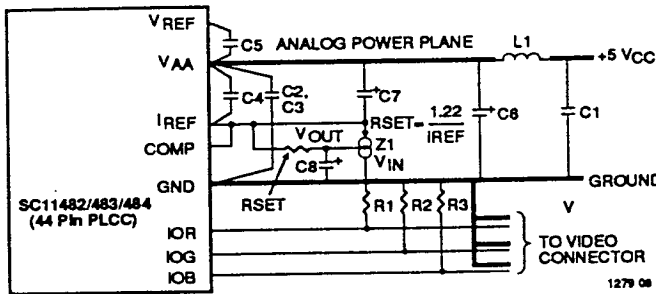 VREF
C5
ANALOG POWER PLANE
L1
+5 VCC
VAA
C4
C2,
C3
+C7
+C6
C1
IREF
RSET= 1.22
IREF
VOUT
Z1
COMP
C8 +
VIN
GND
GROUND
SC11482/483/484
(44 Pin PLCC)
RSET
R1
R2
R3
V
IOR
IOG
IOB
TO VIDEO
CONNECTOR
1279 08